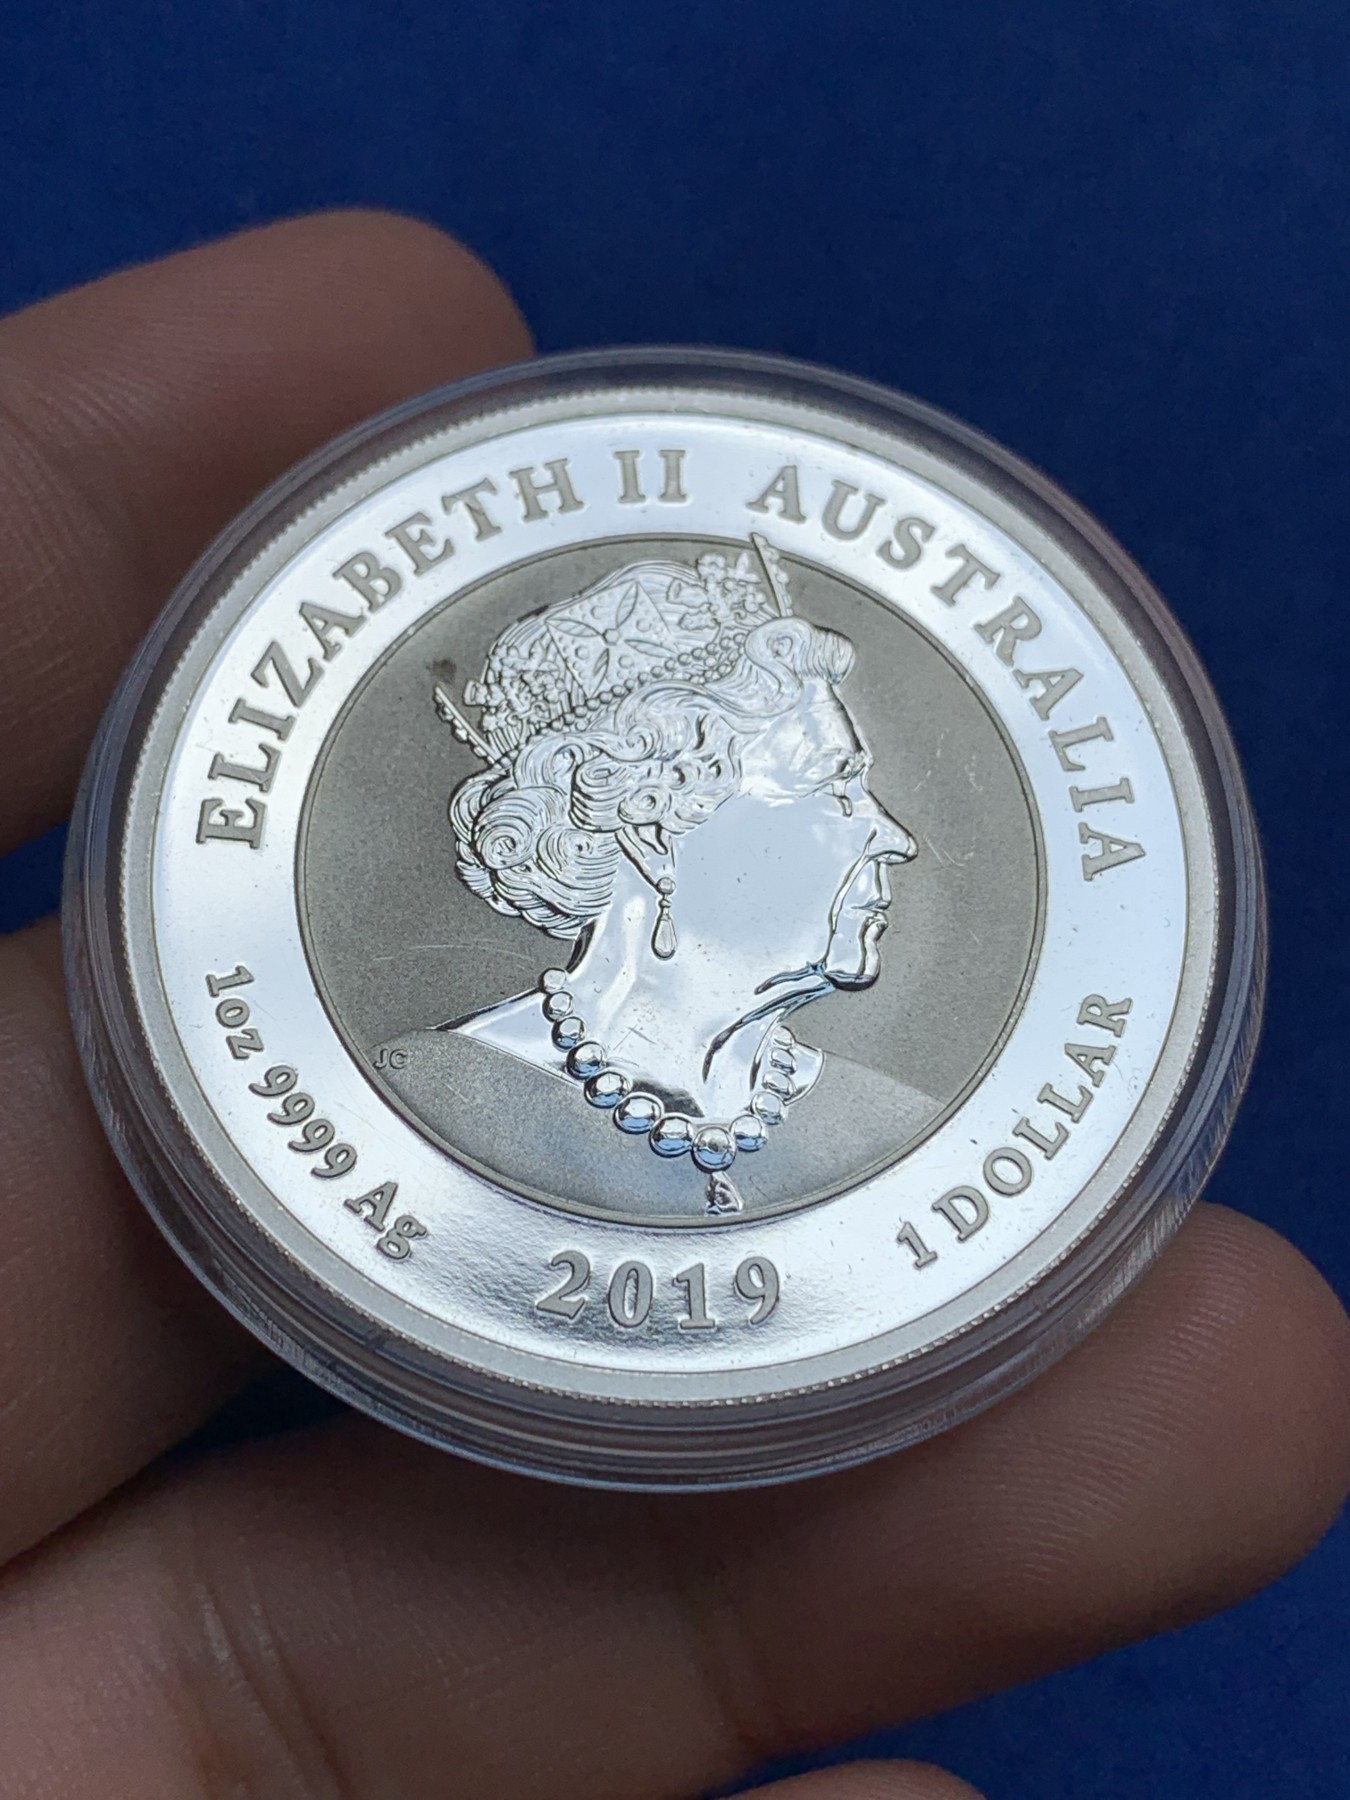 ELIZABETH II AUSTRALIA
JC
1oz 9999 Ag
2019
1 DOLLAR